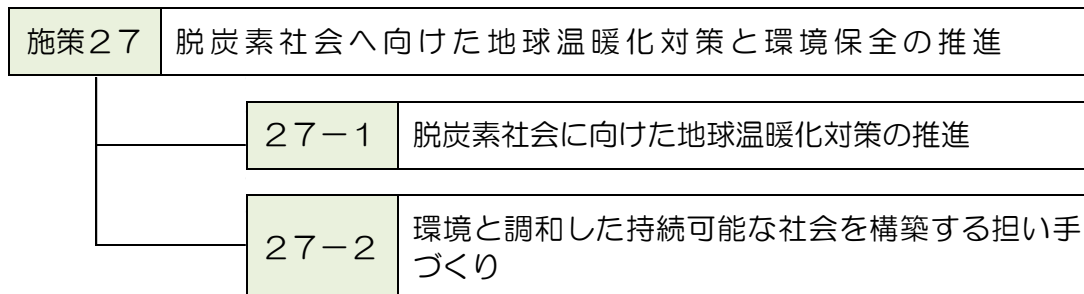 施策２７ 脱炭素社会へ向けた地球温暖化対策と環境保全の推進
２７－１ 脱炭素社会に向けた地球温暖化対策の推進
２７－２ 環境と調和した持続可能な社会を構築する担い手
づくり